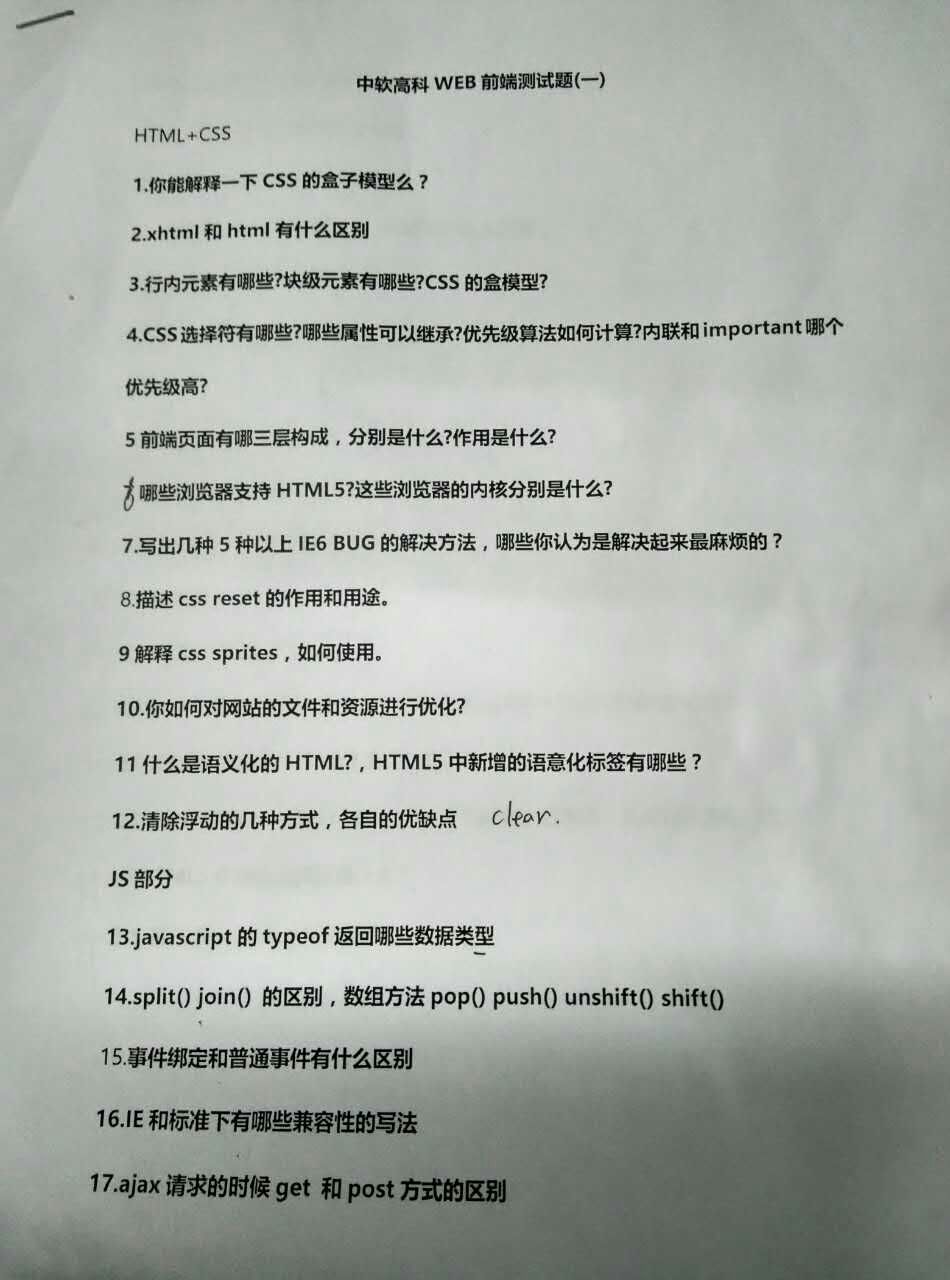 中软高科 WEB 前端测试题(一)
HTML+CSS
1.你能解释一下 CSS 的盒子模型么？
2.xhtml 和 html 有什么区别
3.行内元素有哪些?块级元素有哪些?CSS 的盒模型?
4.CSS 选择符有哪些?哪些属性可以继承?优先级算法如何计算?内联和 important 哪个
优先级高?
5 前端页面有哪三层构成，分别是什么?作用是什么?
哪些浏览器支持 HTML5?这些浏览器的内核分别是什么?
7.写出几种 5 种以上 IE6 BUG 的解决方法，哪些你认为是解决起来最麻烦的？
8.描述 css reset 的作用和用途。
9 解释 css sprites，如何使用。
10.你如何对网站的文件和资源进行优化?
11 什么是语义化的 HTML?，HTML5 中新增的语意化标签有哪些？
12.清除浮动的几种方式，各自的优缺点 clear.
JS 部分
13.javascript 的 typeof 返回哪些数据类型
14.split() join() 的区别，数组方法 pop() push() unshift() shift()
15.事件绑定和普通事件有什么区别
16.IE 和标准下有哪些兼容性的写法
17.ajax 请求的时候 get 和 post 方式的区别